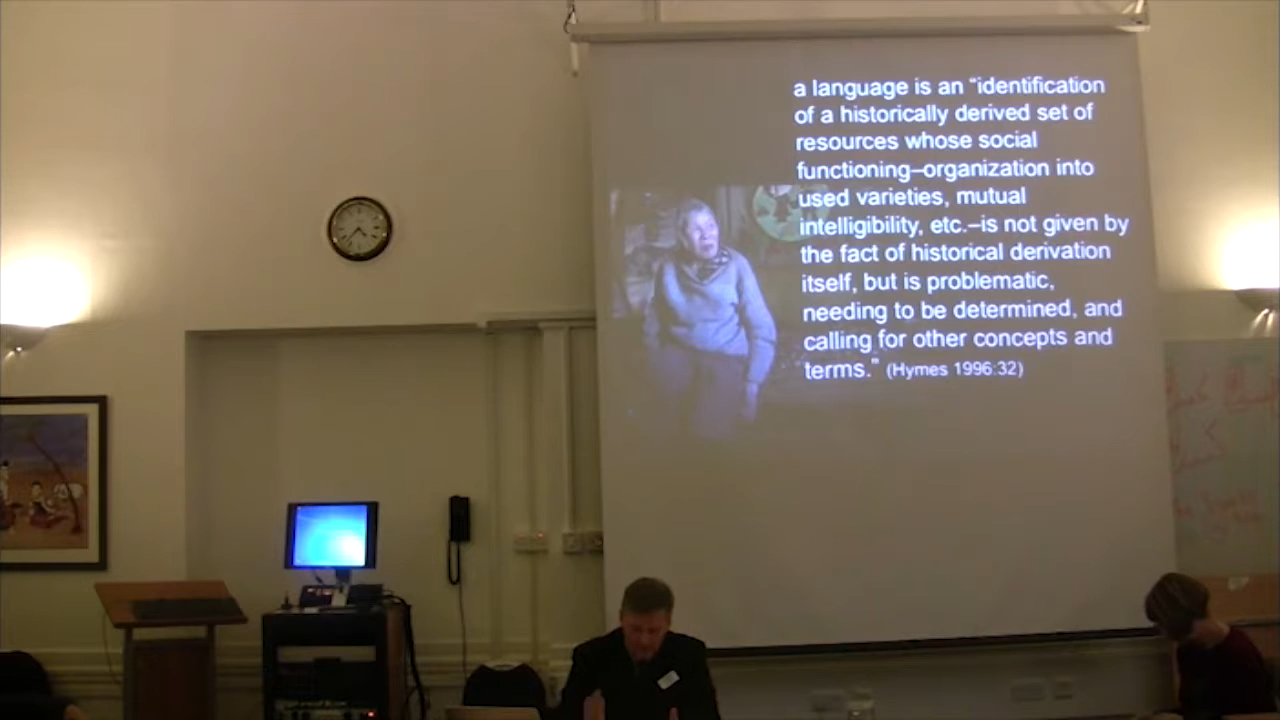 a language is an “identification
of a historically derived set of
resources whose social
functioning–organization into
used varieties, mutual
intelligibility, etc.–is not given by
the fact of historical derivation
itself, but is problematic,
needing to be determined, and
calling for other concepts and
terms.” (Hymes 1996:32)